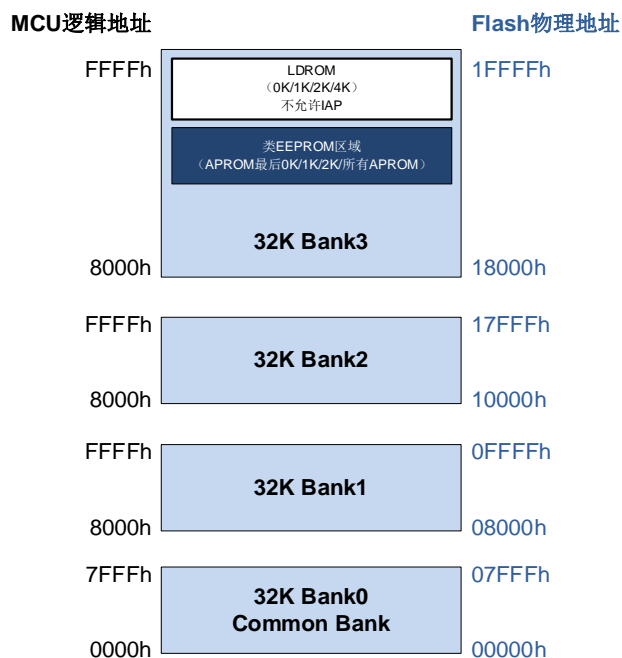 MCU逻辑地址 Flash物理地址
FFFFh 1FFFFh
LDROM
（0K/1K/2K/4K）
不允许IAP
类EEPROM区域
（APROM最后0K/1K/2K/所有APROM）
32K Bank3
8000h 18000h
FFFFh 17FFFh
32K Bank2
8000h 10000h
FFFFh 0FFFFh
32K Bank1
8000h 08000h
7FFFh 07FFFh
32K Bank0
Common Bank
0000h 00000h